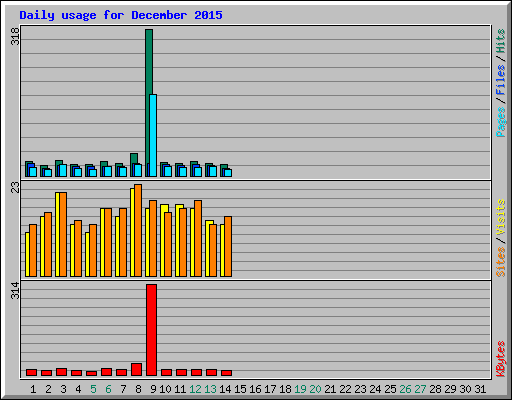 Daily usage for December 2015
318
Pages / Files / Hits
23
Sites / Visits
314
KBytes
1 2 3 4 5 6 7 8 9 10 11 12 13 14 15 16 17 18 19 20 21 22 23 24 25 26 27 28 29 30 31